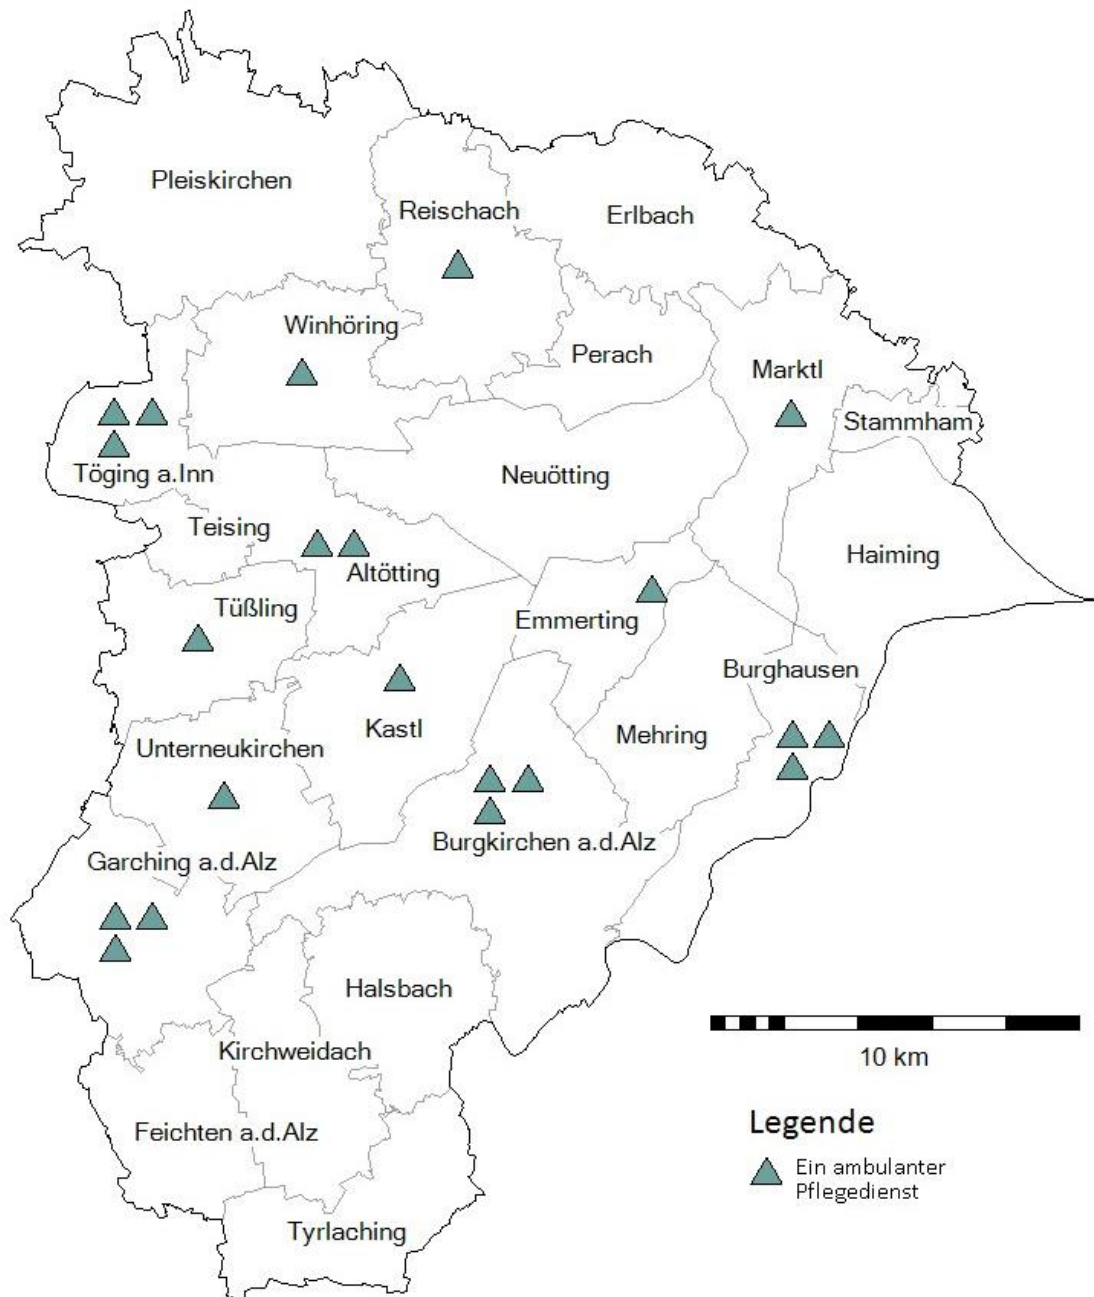 Pleiskirchen
Reischach
Erlbach
Winhöring
Perach
Marktl
Stammham
Töging a.Inn
Neuötting
Teising
Haiming
Altötting
Tüßling
Emmerting
Burghausen
Kastl
Mehring
Unterneukirchen
Burgkirchen a.d.Alz
Garching a.d.Alz
Halsbach
Kirchweidach
10 km
Feichten a.d.Alz
Legende
Ein ambulanter
Pflegedienst
Tyrlaching